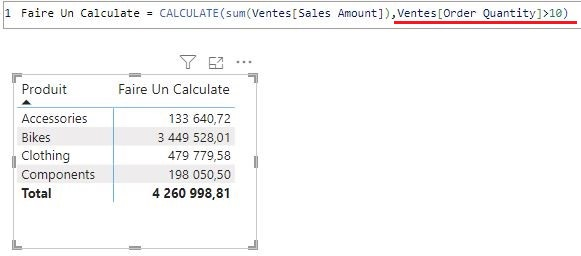 1 Faire Un Calculate = CALCULATE(sum(Ventes[Sales Amount]),Ventes[Order Quantity]>10)
Produit Faire Un Calculate
Accessories 133 640,72
Bikes 3 449 528,01
Clothing 479 779,58
Components 198 050,50
Total 4 260 998,81